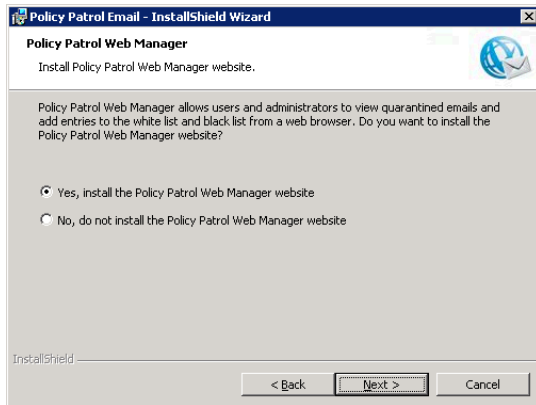 Policy Patrol Email - InstallShield Wizard
Policy Patrol Web Manager
Install Policy Patrol Web Manager website.
Policy Patrol Web Manager allows users and administrators to view quarantined emails and
add entries to the white list and black list from a web browser. Do you want to install the
Policy Patrol Web Manager website?
Yes, install the Policy Patrol Web Manager website
No, do not install the Policy Patrol Web Manager website
InstallShield
< Back Next > Cancel